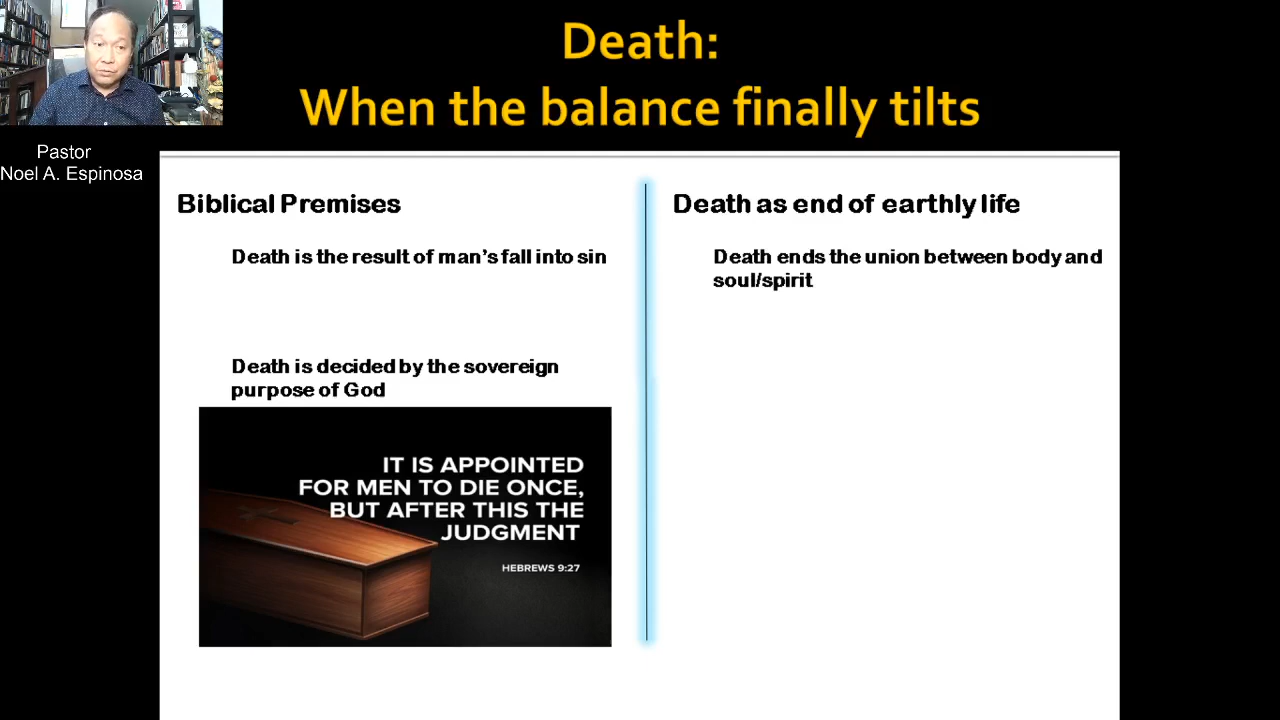 Death:
When the balance finally tilts
Pastor
Noel A. Espinosa
Biblical Premises
Death is the result of man’s fall into sin
Death is decided by the sovereign
purpose of God
IT IS APPOINTED
FOR MEN TO DIE ONCE,
BUT AFTER THIS THE
JUDGMENT
HEBREWS 9:27
Death as end of earthly life
Death ends the union between body and
soul/spirit